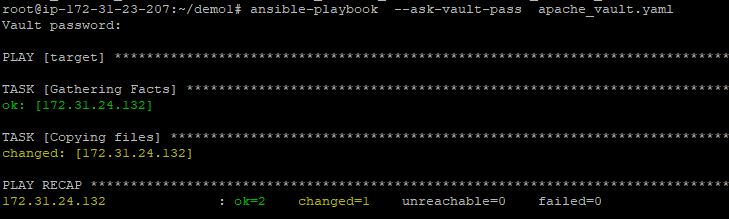 root@ip-172-31-23-207:~/demo1# ansible-playbook  --ask-vault-pass  apache_vault.yaml
Vault password:
PLAY [target] *****************************************************************************
TASK [Gathering Facts] ********************************************************************
ok: [172.31.24.132]
TASK [Copying files] **********************************************************************
changed: [172.31.24.132]
PLAY RECAP ********************************************************************************
172.31.24.132              : ok=2    changed=1    unreachable=0    failed=0